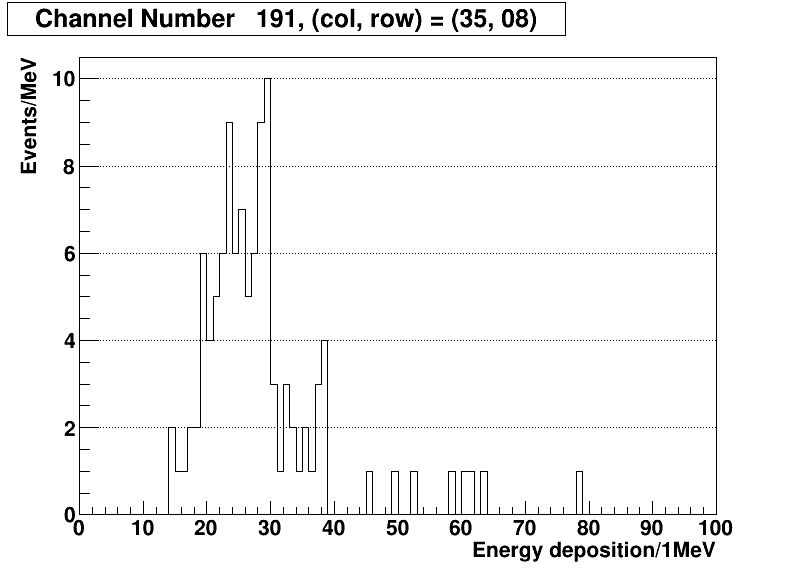 Channel Number 191, (col, row) = (35, 08)
Events/MeV
10
8
6
4
2
0
0 10 20 30 40 50 60 70 80 90 100
Energy deposition/1MeV